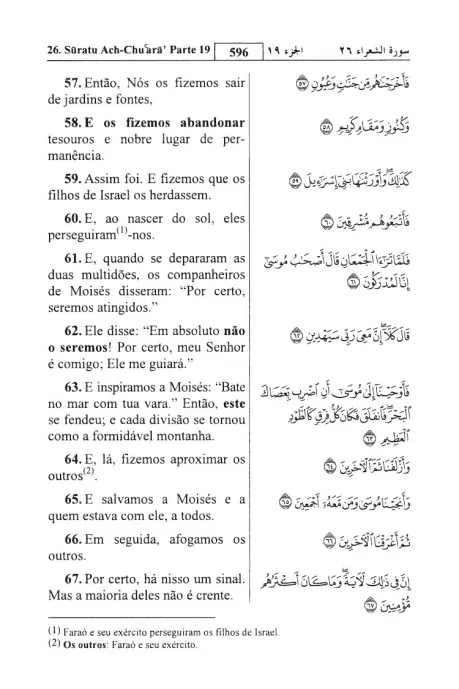 26. Sūratu Ach-Chuʿarā’ Parte 19 596 الجزء ١٩ سورة الشعراء ٢٦
57. Então, Nós os fizemos sair
de jardins e fontes,
فَأَخْرَجْنَٰهُم مِّن جَنَّٰتٍ وَعُيُونٍ ٥٧
58. E os fizemos abandonar
tesouros e nobre lugar de per-
manência.
وَكُنُوزٍ وَمَقَامٍ كَرِيمٍ ٥٨
59. Assim foi. E fizemos que os
filhos de Israel os herdassem.
كَذَٰلِكَ وَأَوْرَثْنَٰهَا بَنِىٓ إِسْرَٰٓءِيلَ ٥٩
60. E, ao nascer do sol, eles
perseguiram(1)-nos.
فَأَتْبَعُوهُم مُّشْرِقِينَ ٦٠
61. E, quando se depararam as
duas multidões, os companheiros
de Moisés disseram: “Por certo,
seremos atingidos.”
فَلَمَّا تَرَٰٓءَا ٱلْجَمْعَانِ قَالَ أَصْحَٰبُ مُوسَىٰٓ
إِنَّا لَمُدْرَكُونَ ٦١
62. Ele disse: “Em absoluto não
o seremos! Por certo, meu Senhor
é comigo; Ele me guiará.”
قَالَ كَلَّآ إِنَّ مَعِىَ رَبِّى سَيَهْدِينِ ٦٢
63. E inspiramos a Moisés: “Bate
no mar com tua vara.” Então, este
se fendeu; e cada divisão se tornou
como a formidável montanha.
فَأَوْحَيْنَآ إِلَىٰ مُوسَىٰٓ أَنِ ٱضْرِب بِّعَصَاكَ
ٱلْبَحْرَ فَٱنفَلَقَ فَكَانَ كُلُّ فِرْقٍ كَٱلطَّوْدِ
ٱلْعَظِيمِ ٦٣
64. E, lá, fizemos aproximar os
outros(2).
وَأَزْلَفْنَا ثَمَّ ٱلْءَاخَرِينَ ٦٤
65. E salvamos a Moisés e a
quem estava com ele, a todos.
وَأَنجَيْنَا مُوسَىٰ وَمَن مَّعَهُۥٓ أَجْمَعِينَ ٦٥
66. Em seguida, afogamos os
outros.
ثُمَّ أَغْرَقْنَا ٱلْءَاخَرِينَ ٦٦
67. Por certo, há nisso um sinal.
Mas a maioria deles não é crente.
إِنَّ فِى ذَٰلِكَ لَءَايَةً وَمَا كَانَ أَكْثَرُهُم
مُّؤْمِنِينَ ٦٧
(1) Faraó e seu exército perseguiram os filhos de Israel.
(2) Os outros: Faraó e seu exército.